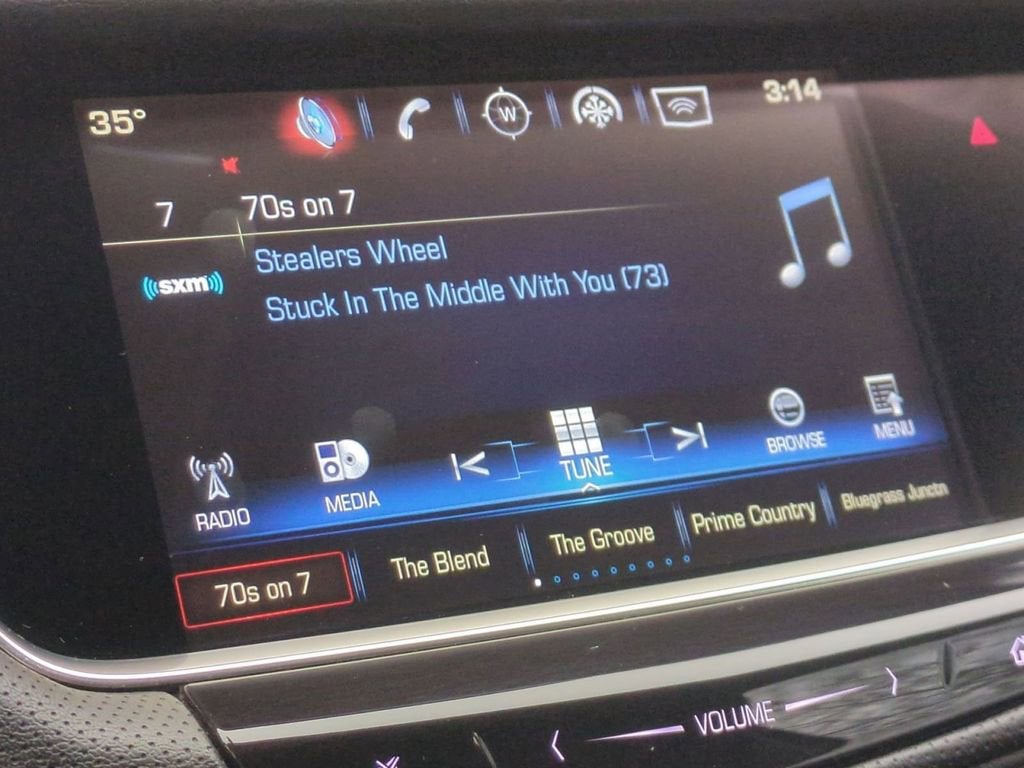 35°
W
3:14
7 70s on 7
Stealers Wheel
sxm
Stuck In The Middle With You (73)
RADIO MEDIA TUNE BROWSE MENU
70s on 7 The Blend The Groove Prime Country Bluegrass Junctn
VOLUME